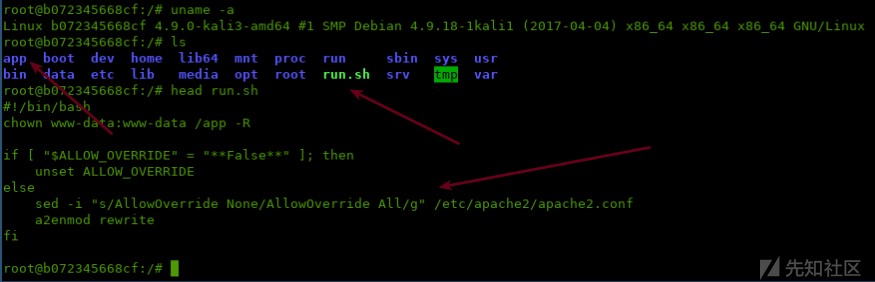 root@b072345668cf:/# uname -a
Linux b072345668cf 4.9.0-kali3-amd64 #1 SMP Debian 4.9.18-1kali1 (2017-04-04) x86_64 x86_64 x86_64 GNU/Linux
root@b072345668cf:/# ls
app  boot  dev  home  lib64  mnt  proc  run     sbin  sys  usr
bin  data  etc  lib   media  opt  root  run.sh  srv   tmp  var
root@b072345668cf:/# head run.sh
#!/bin/bash
chown www-data:www-data /app -R

if [ "$ALLOW_OVERRIDE" = "**False**" ]; then
    unset ALLOW_OVERRIDE
else
    sed -i "s/AllowOverride None/AllowOverride All/g" /etc/apache2/apache2.conf
    a2enmod rewrite
fi

root@b072345668cf:/#
先知社区